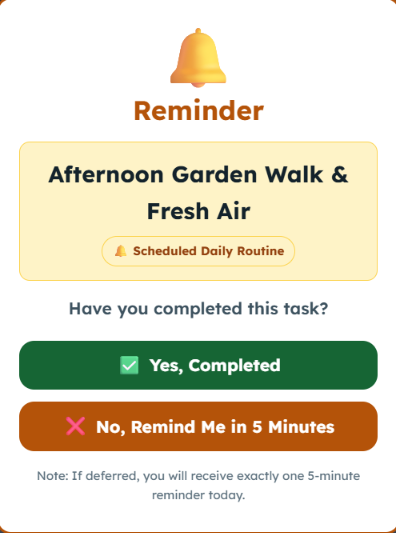 Reminder
Afternoon Garden Walk &
Fresh Air
Scheduled Daily Routine
Have you completed this task?
Yes, Completed
No, Remind Me in 5 Minutes
Note: If deferred, you will receive exactly one 5-minute
reminder today.